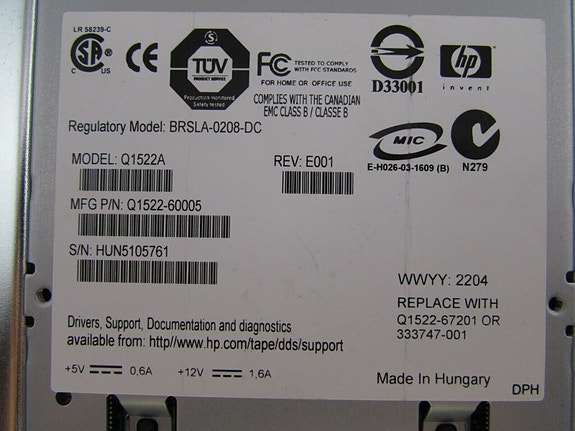 LR 58239-C
SA
C US
CE
S
TÜV
PRODUCT SERVICE
Production monitored
Safety tested
FC TESTED TO COMPLY
WITH FCC STANDARDS
FOR HOME OR OFFICE USE
COMPLIES WITH THE CANADIAN
EMC CLASS B / CLASSE B
D33001
hp
invent
Regulatory Model: BRSLA-0208-DC
MIC
E-H026-03-1609 (B)
N279
MODEL: Q1522A
REV: E001
MFG P/N: Q1522-60005
S/N: HUN5105761
WWYY: 2204
REPLACE WITH
Q1522-67201 OR
333747-001
Drivers, Support, Documentation and diagnostics
available from: http//www.hp.com/tape/dds/support
+5V 0,6A +12V 1,6A
Made In Hungary
DPH